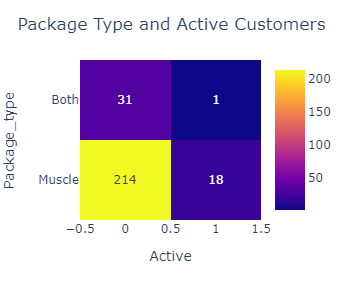 Package Type and Active Customers
Package_type
Both
31
1
Muscle
214
18
−0.5
0
0.5
1
1.5
Active
200
150
100
50